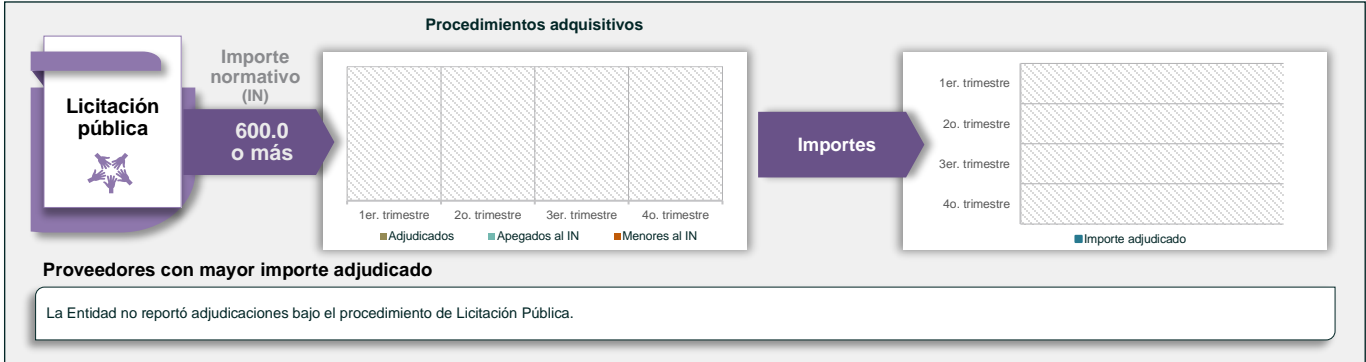 Procedimientos adquisitivos
Licitación
pública
Importe
normativo
(IN)
600.0
o más
1er. trimestre 2o. trimestre 3er. trimestre 4o. trimestre
Adjudicados Apegados al IN Menores al IN
Importes
1er. trimestre
2o. trimestre
3er. trimestre
4o. trimestre
Importe adjudicado
Proveedores con mayor importe adjudicado
La Entidad no reportó adjudicaciones bajo el procedimiento de Licitación Pública.